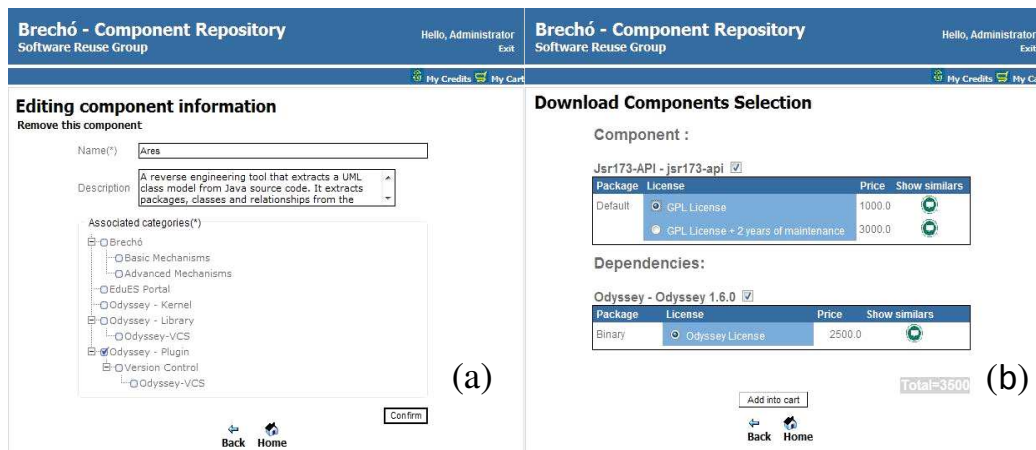 Brechó - Component Repository
Software Reuse Group
Hello, Administrator
Exit
My Credits My Cart
Editing component information
Remove this component
Name(*) Ares
Description A reverse engineering tool that extracts a UML
class model from Java source code. It extracts
packages, classes and relationships from the
Associated categories(*)
Brechó
Basic Mechanisms
Advanced Mechanisms
EduES Portal
Odyssey - Kernel
Odyssey - Library
Odyssey-VCS
Odyssey - Plugin
Version Control
Odyssey-VCS
(a)
Confirm
Back Home
Brechó - Component Repository
Software Reuse Group
Hello, Administrator
Exit
My Credits My Ca
Download Components Selection
Component :
Jsr173-API - jsr173-api
Package License Price Show similars
Default GPL License 1000.0
GPL License + 2 years of maintenance 3000.0
Dependencies:
Odyssey - Odyssey 1.6.0
Package License Price Show similars
Binary Odyssey License 2500.0
Total=3500
(b)
Add into cart
Back Home